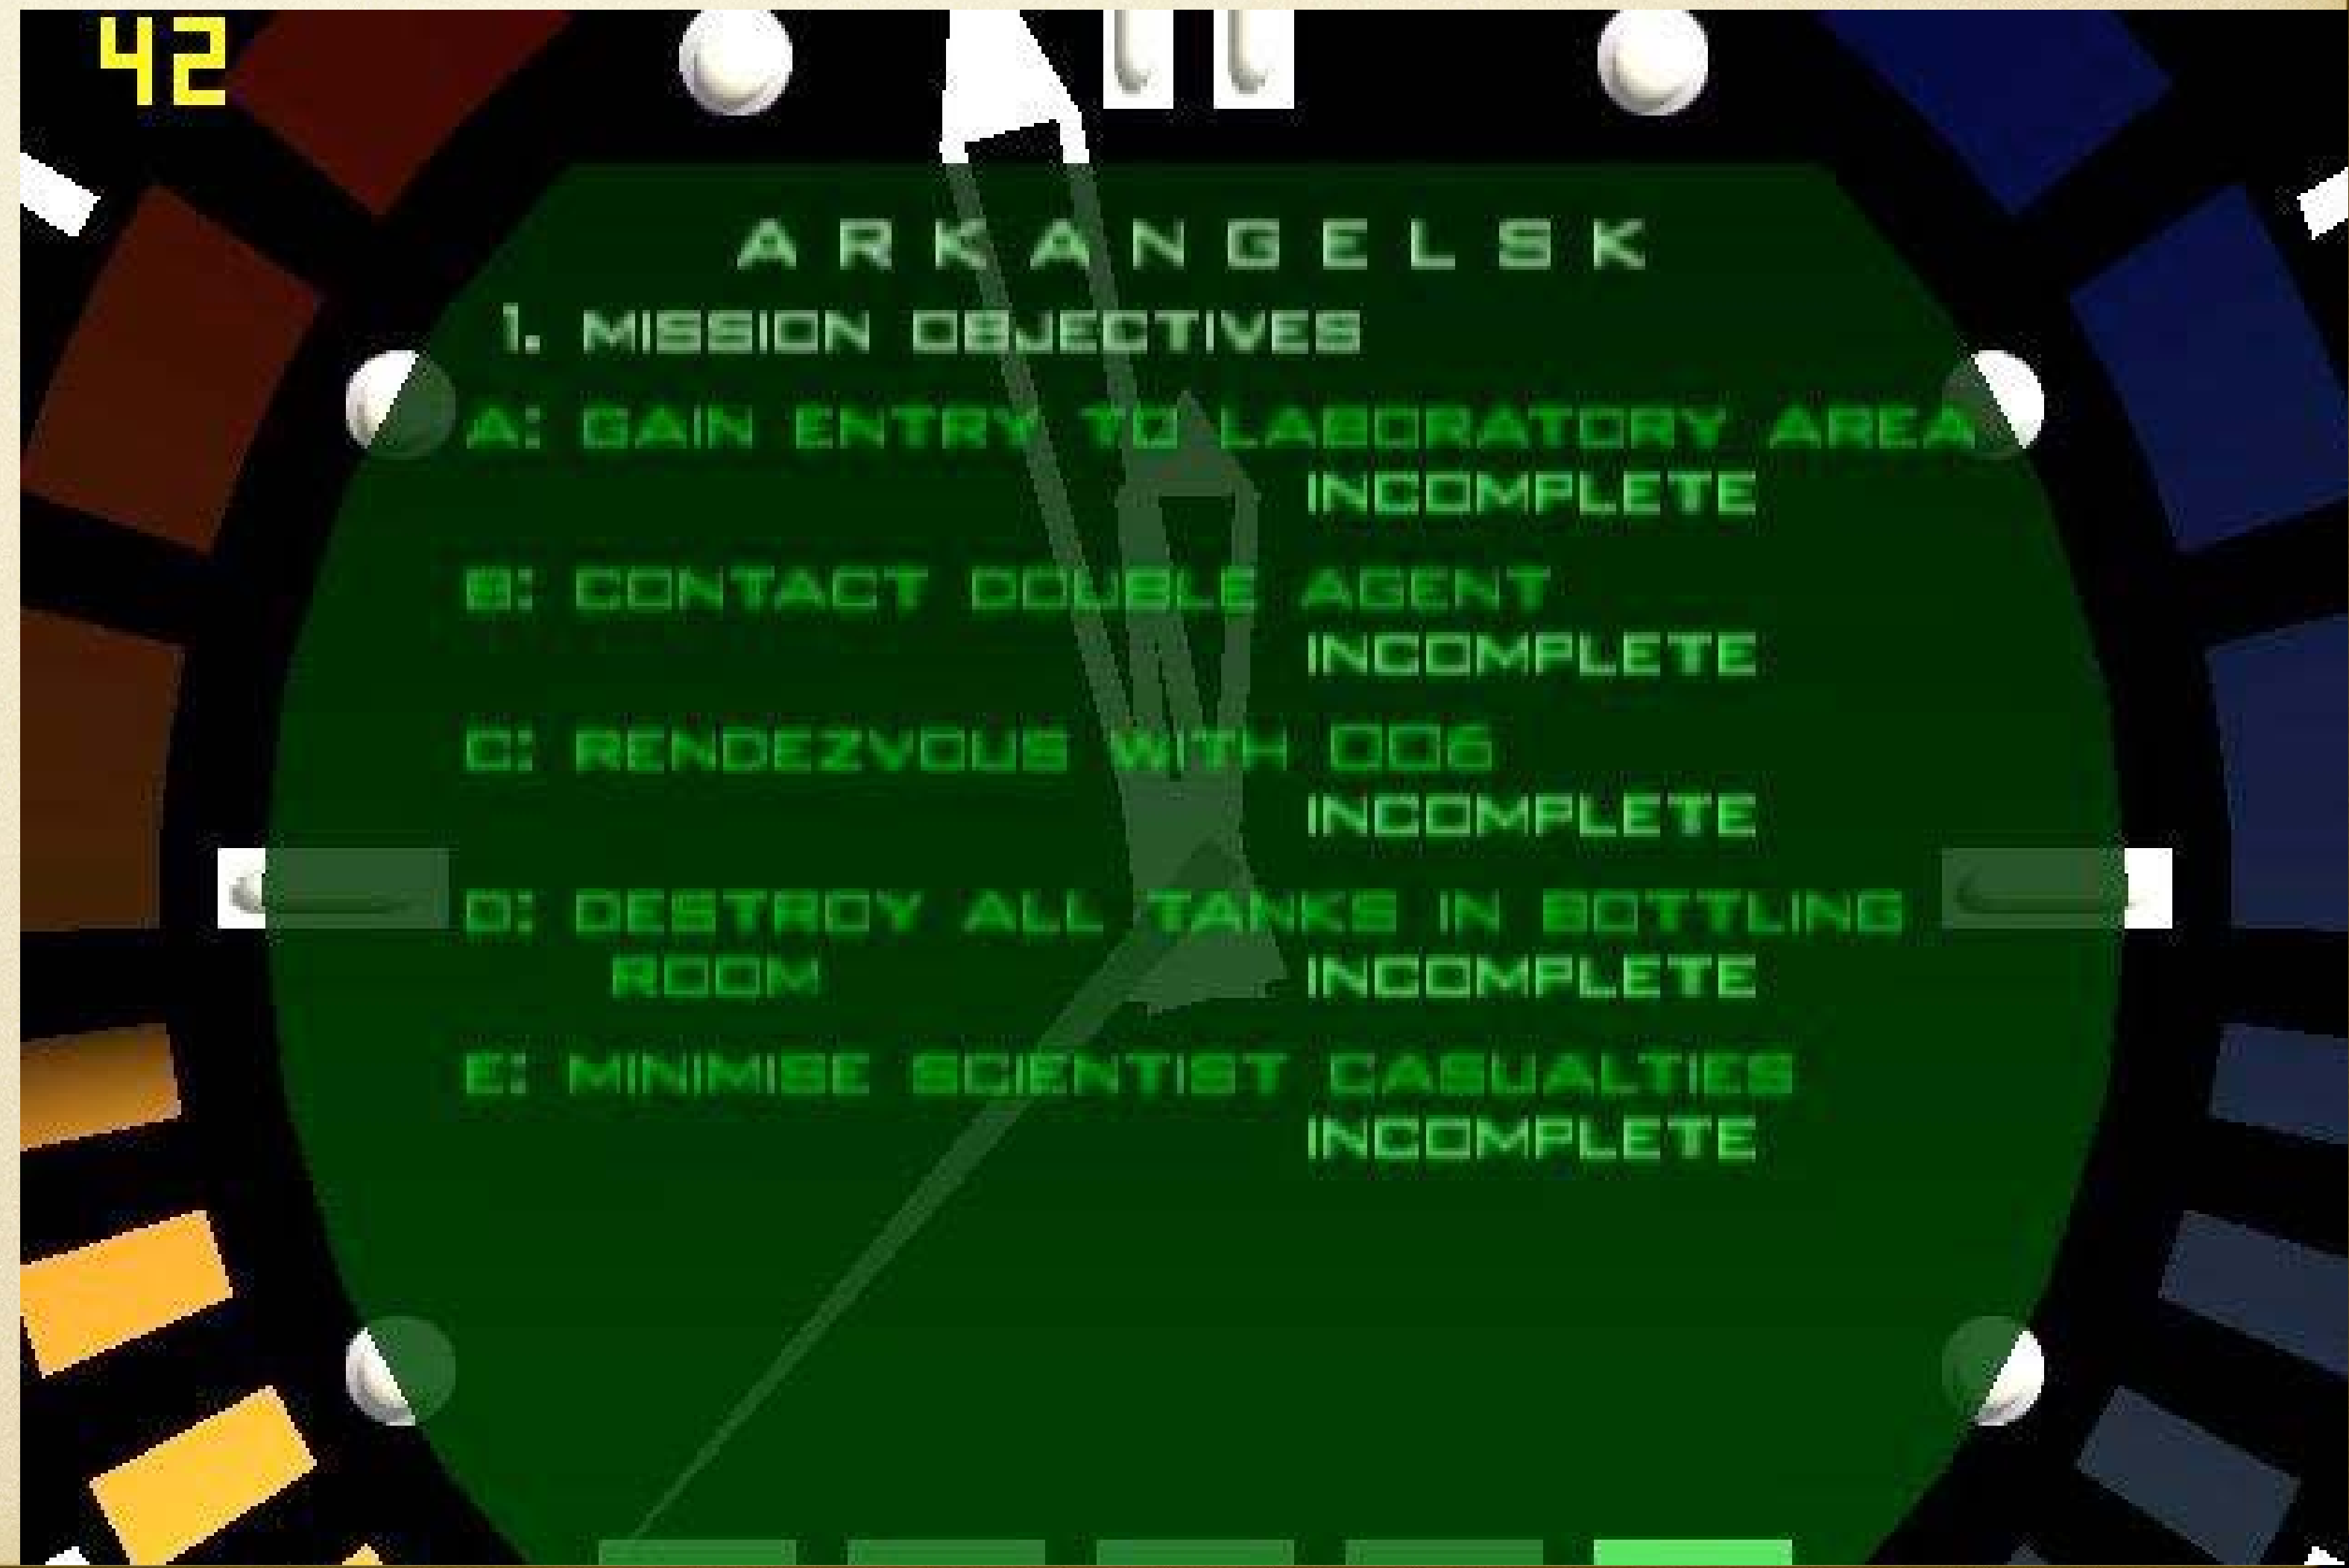 42
ARKANGELSK
1. MISSION OBJECTIVES
A: GAIN ENTRY TO LABORATORY AREA
INCOMPLETE
B: CONTACT DOUBLE AGENT
INCOMPLETE
C: RENDEZVOUS WITH 006
INCOMPLETE
D: DESTROY ALL TANKS IN BOTTLING
ROOM INCOMPLETE
E: MINIMISE SCIENTIST CASUALTIES
INCOMPLETE